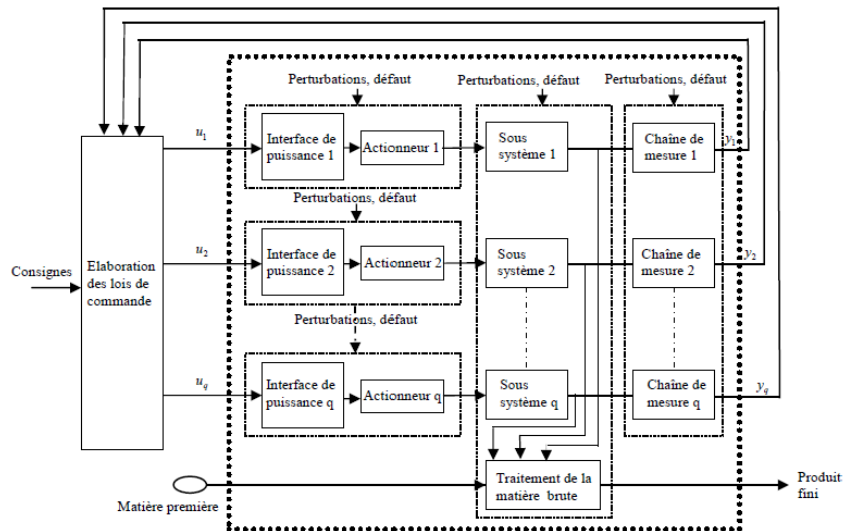 Perturbations, défaut
Perturbations, défaut
Perturbations, défaut
u1
Interface de
puissance 1
Actionneur 1
Sous
système 1
Chaîne de
mesure 1
y1
Perturbations, défaut
Consignes
Elaboration
des lois de
commande
u2
Interface de
puissance 2
Actionneur 2
Sous
système 2
Chaîne de
mesure 2
y2
Perturbations, défaut
uq
Interface de
puissance q
Actionneur q
Sous
système q
Chaîne de
mesure q
yq
Matière première
Traitement de la
matière brute
Produit
fini